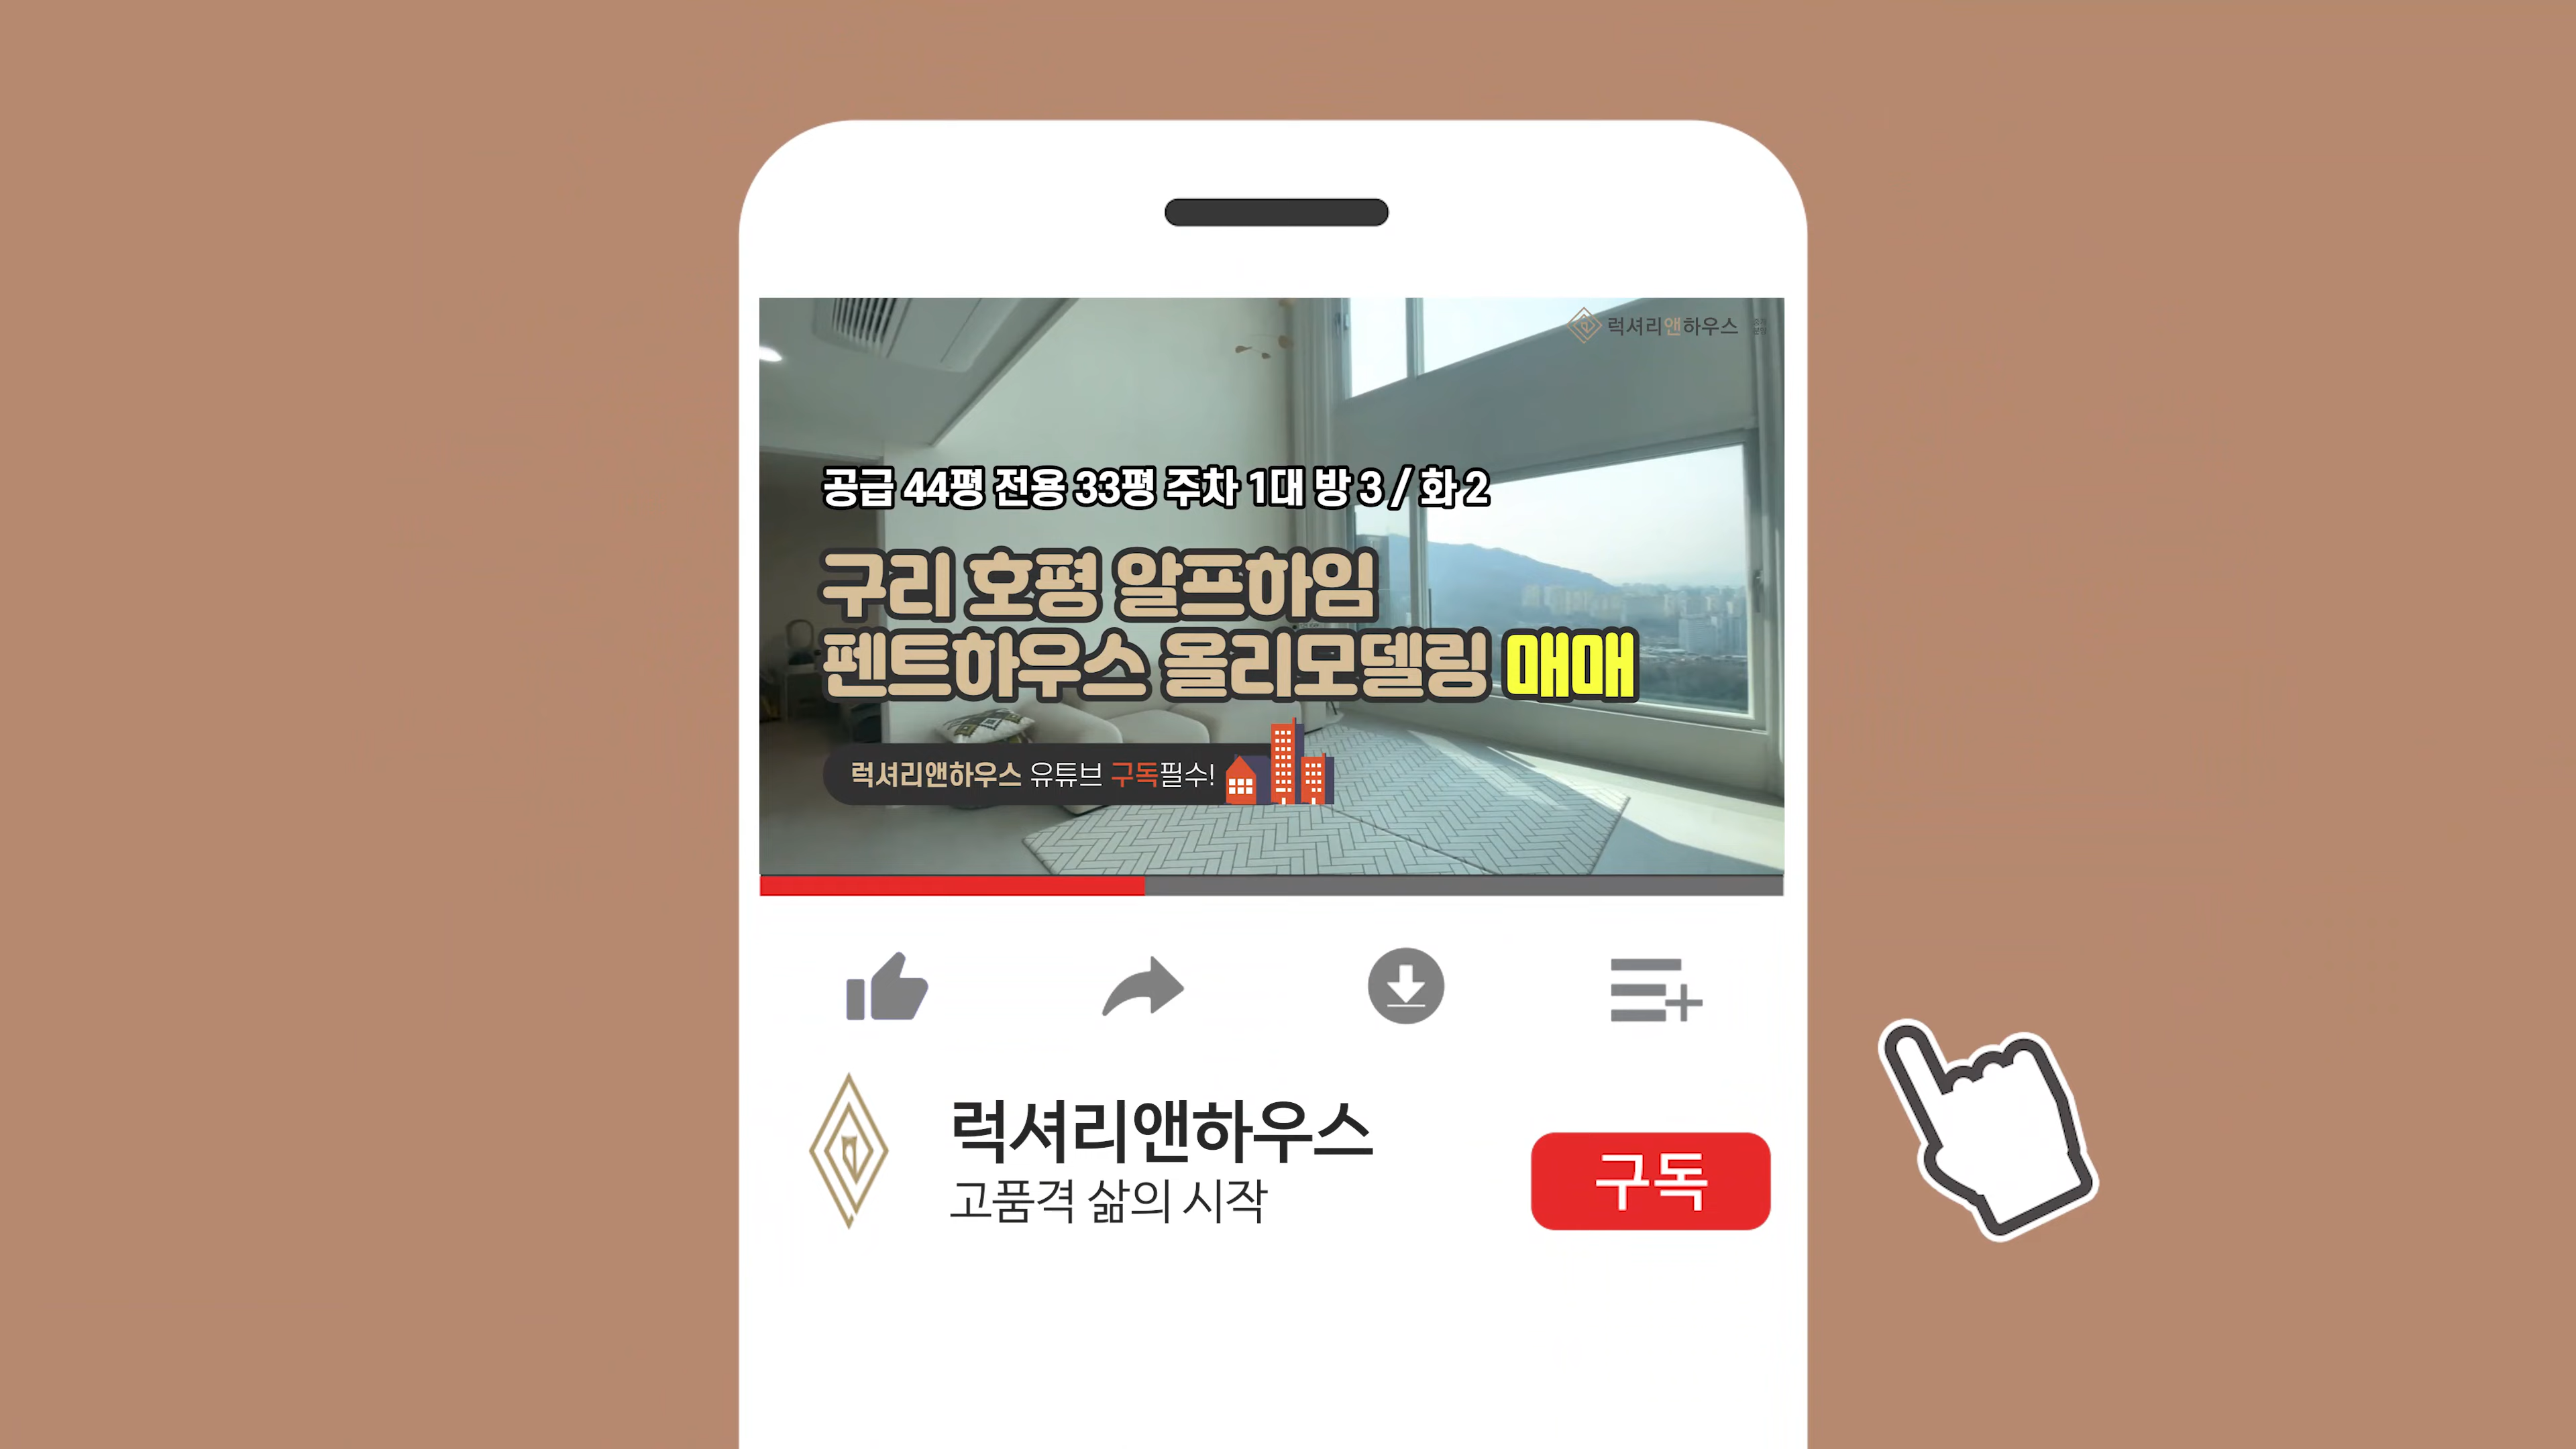 럭셔리앤하우스
공급 44평 전용 33평 주차 1대 방 3 / 화 2
구리 호평 알프하임
펜트하우스 올리모델링 매매
럭셔리앤하우스 유튜브 구독필수!
럭셔리앤하우스
고품격 삶의 시작
구독